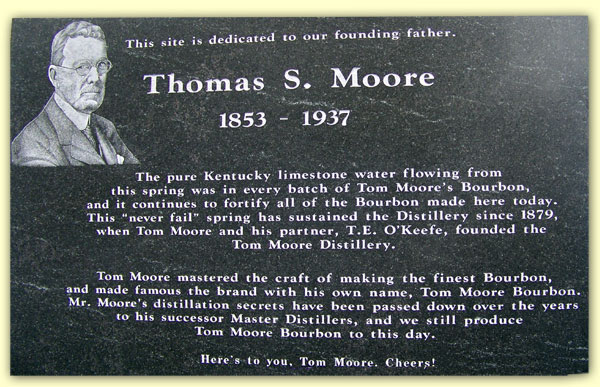 This site is dedicated to our founding father.
Thomas S. Moore
1853 - 1937
The pure Kentucky limestone water flowing from
this spring was in every batch of Tom Moore's Bourbon,
and it continues to fortify all of the Bourbon made here today.
This "never fail" spring has sustained the Distillery since 1879,
when Tom Moore and his partner, T.E. O'Keefe, founded the
Tom Moore Distillery.
Tom Moore mastered the craft of making the finest Bourbon,
and made famous the brand with his own name, Tom Moore Bourbon.
Mr. Moore's distillation secrets have been passed down over the years
to his successor Master Distillers, and we still produce
Tom Moore Bourbon to this day.
Here's to you, Tom Moore. Cheers!